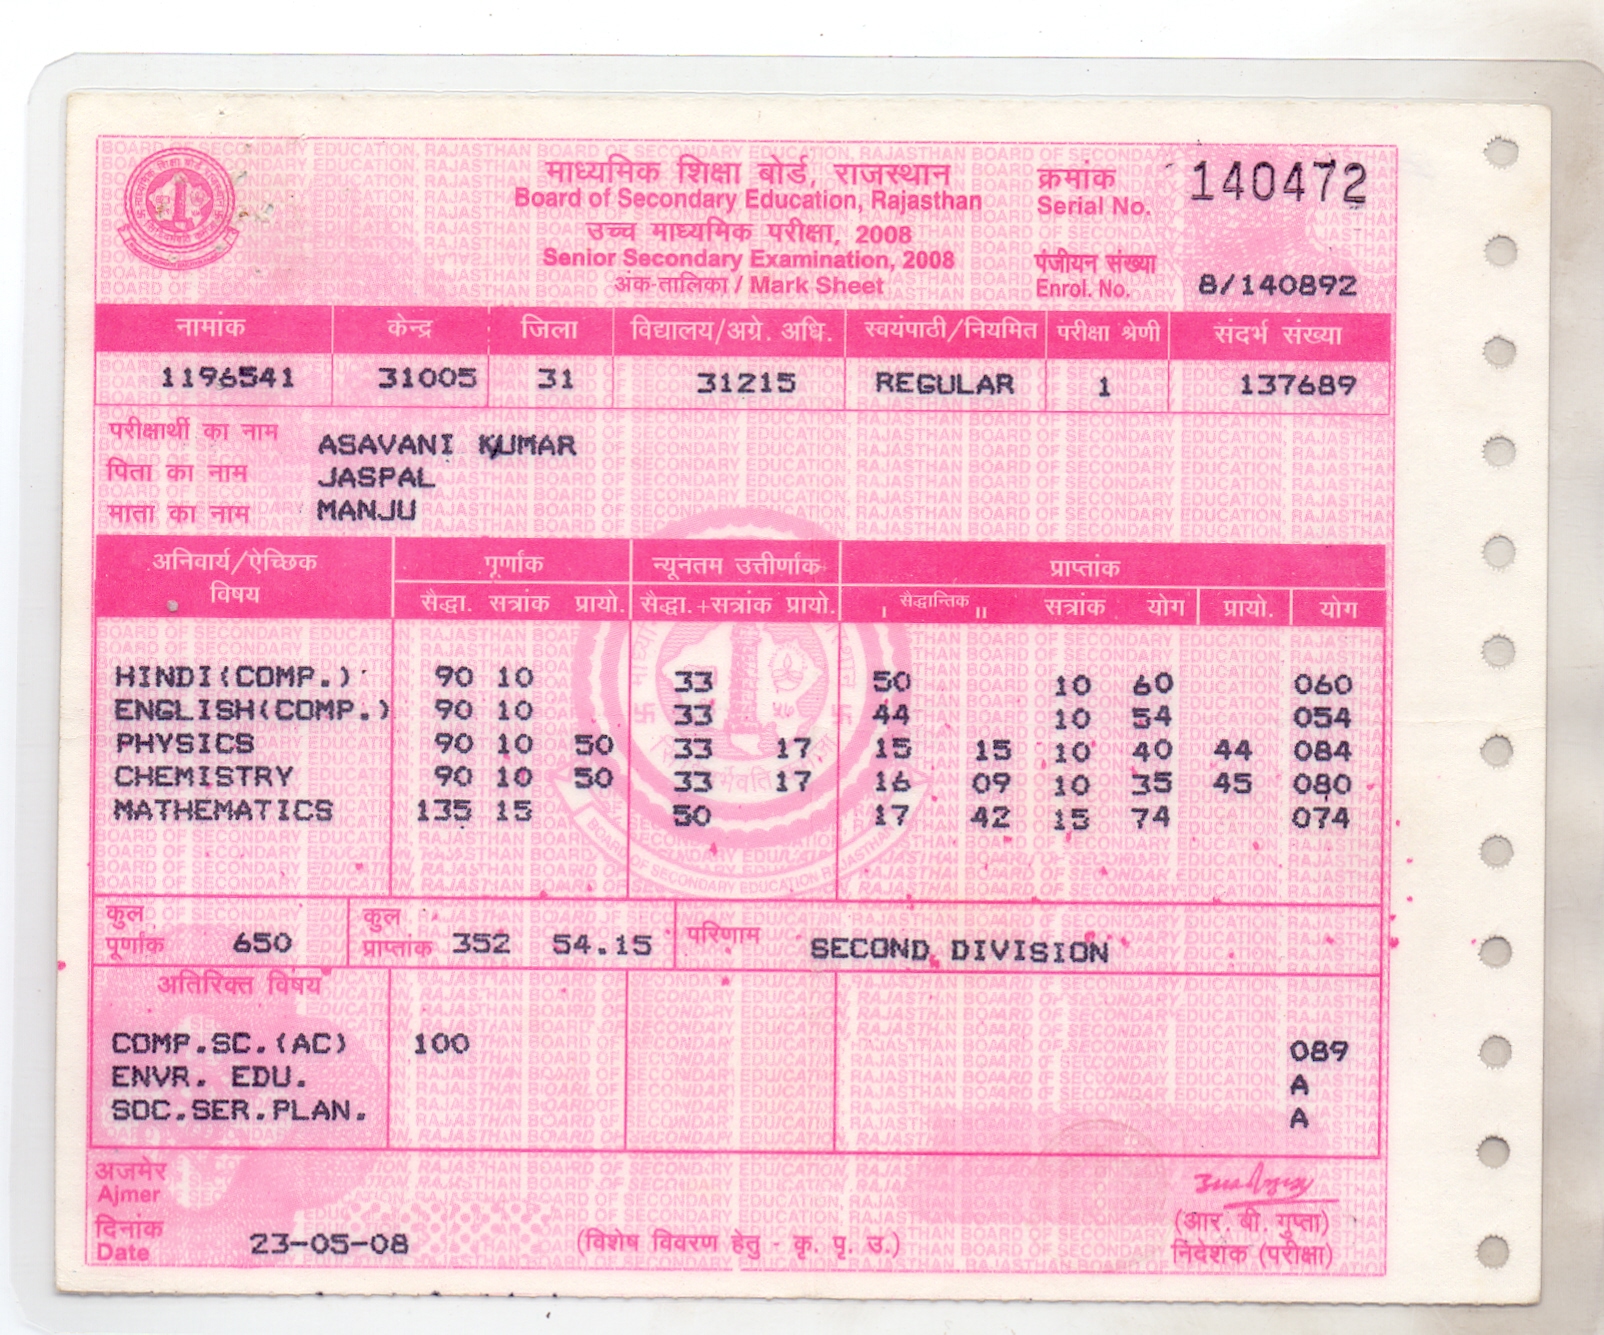 माध्यमिक शिक्षा बोर्ड, राजस्थान
Board of Secondary Education, Rajasthan
उच्च माध्यमिक परीक्षा, 2008
Senior Secondary Examination, 2008
अंक-तालिका / Mark Sheet
क्रमांक
Serial No. 140472
पंजीयन संख्या
Enrol. No. 8/140892
नामांक केन्द्र जिला विद्यालय/अग्रे. अधि. स्वयंपाठी/नियमित परीक्षा श्रेणी संदर्भ संख्या
1196541 31005 31 31215 REGULAR 1 137689
परीक्षार्थी का नाम ASAVANI KUMAR
पिता का नाम JASPAL
माता का नाम MANJU
अनिवार्य/ऐच्छिक पूर्णांक न्यूनतम उत्तीर्णांक प्राप्तांक
विषय सैद्धा. सत्रांक प्रायो. सैद्धा.+सत्रांक प्रायो. I सैद्धान्तिक II सत्रांक योग प्रायो. योग
HINDI(COMP.) 90 10 33 50 10 60 060
ENGLISH(COMP.) 90 10 33 44 10 54 054
PHYSICS 90 10 50 33 17 15 15 10 40 44 084
CHEMISTRY 90 10 50 33 17 16 09 10 35 45 080
MATHEMATICS 135 15 50 17 42 15 74 074
कुल पूर्णांक 650 कुल प्राप्तांक 352 54.15 परिणाम SECOND DIVISION
अतिरिक्त विषय
COMP.SC.(AC) 100 089
ENVR. EDU. A
SOC.SER.PLAN. A
अजमेर
Ajmer
दिनांक
Date 23-05-08
(विशेष विवरण हेतु - कृ. पृ. उ.)
(आर. बी. गुप्ता)
निदेशक (परीक्षा)